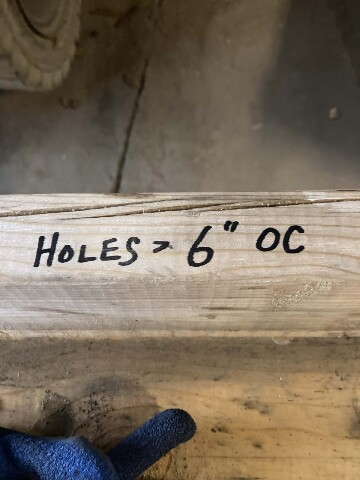 HOLES > 6" OC